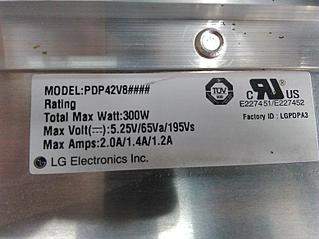 MODEL:PDP42V8####
Rating
Total Max Watt:300W
Max Volt(⎓):5.25V/65Va/195Vs
Max Amps:2.0A/1.4A/1.2A
LG Electronics Inc.
TÜV
c RU US
E227451/E227452
Factory ID : LGPDPA3